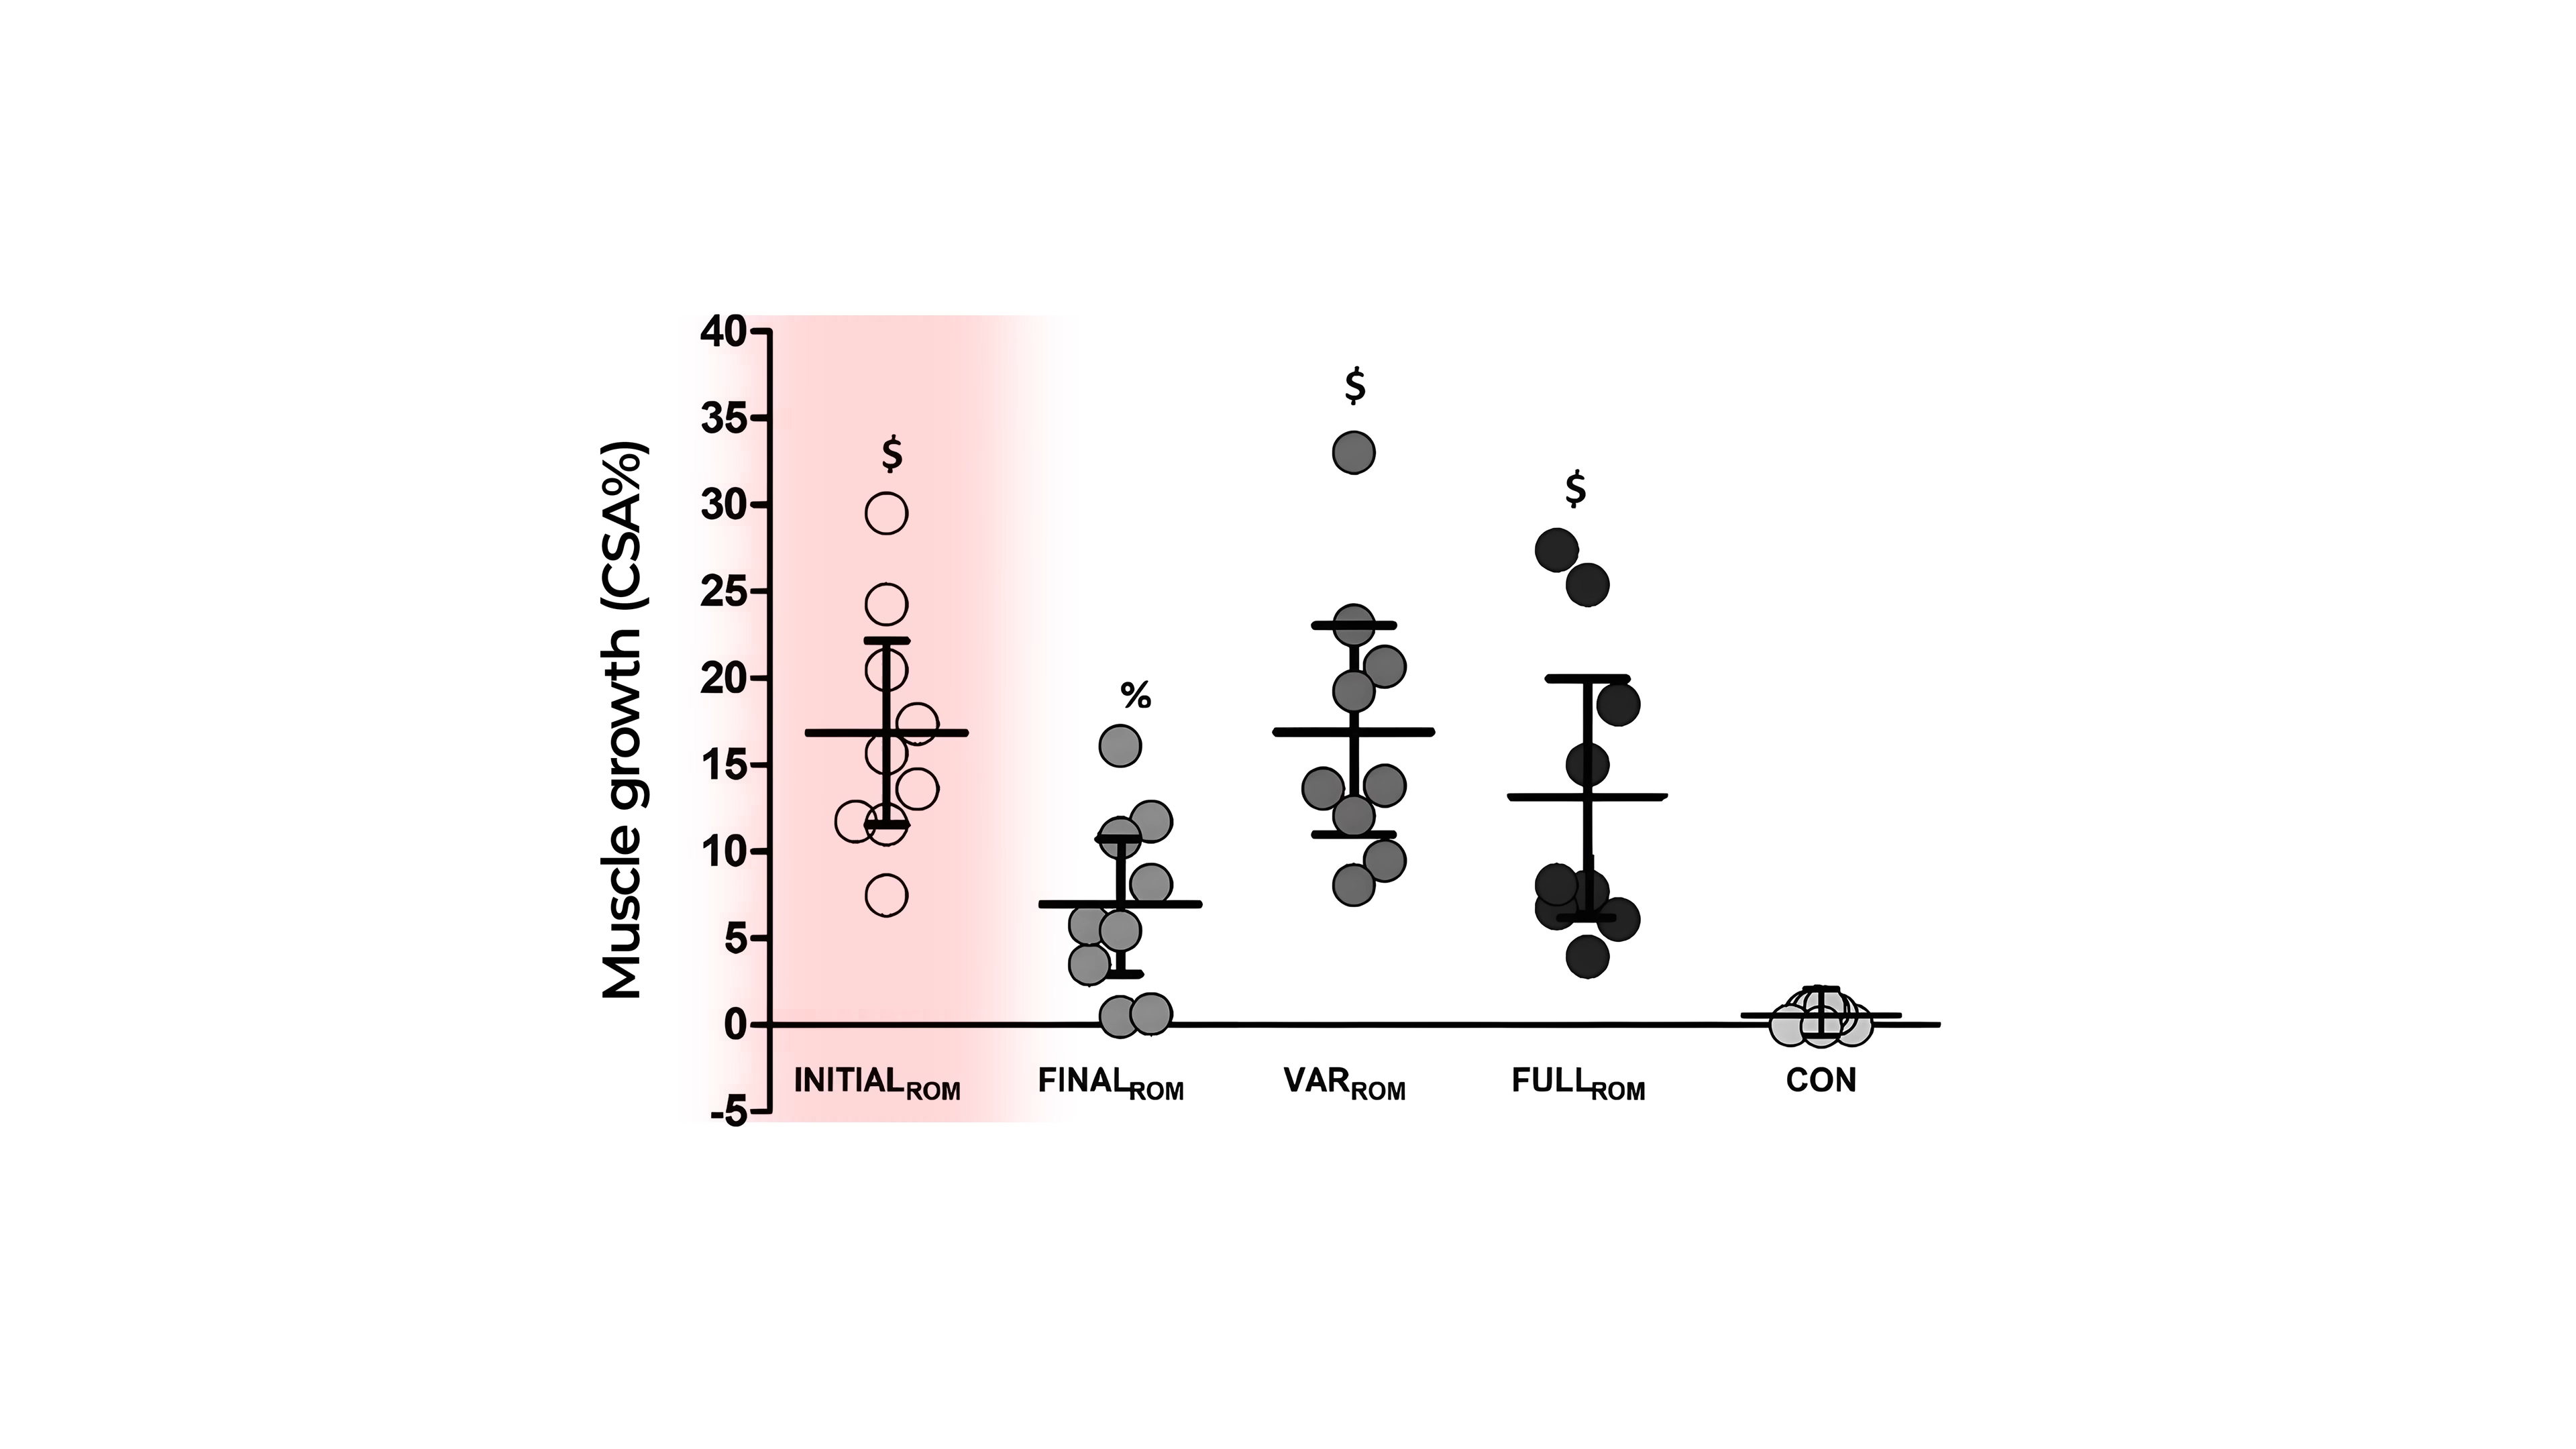 Muscle growth (CSA%)
40
35
30
25
20
15
10
5
0
-5
$
%
$
$
INITIALROM
FINALROM
VARROM
FULLROM
CON